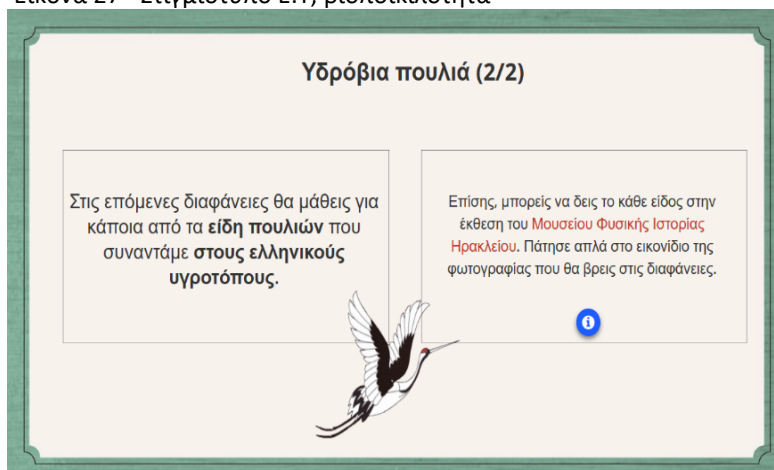 Υδρόβια πουλιά (2/2)
Στις επόμενες διαφάνειες θα μάθεις για
κάποια από τα είδη πουλιών που
συναντάμε στους ελληνικούς
υγροτόπους.
Επίσης, μπορείς να δεις το κάθε είδος στην
έκθεση του Μουσείου Φυσικής Ιστορίας
Ηρακλείου. Πάτησε απλά στο εικονίδιο της
φωτογραφίας που θα βρεις στις διαφάνειες.